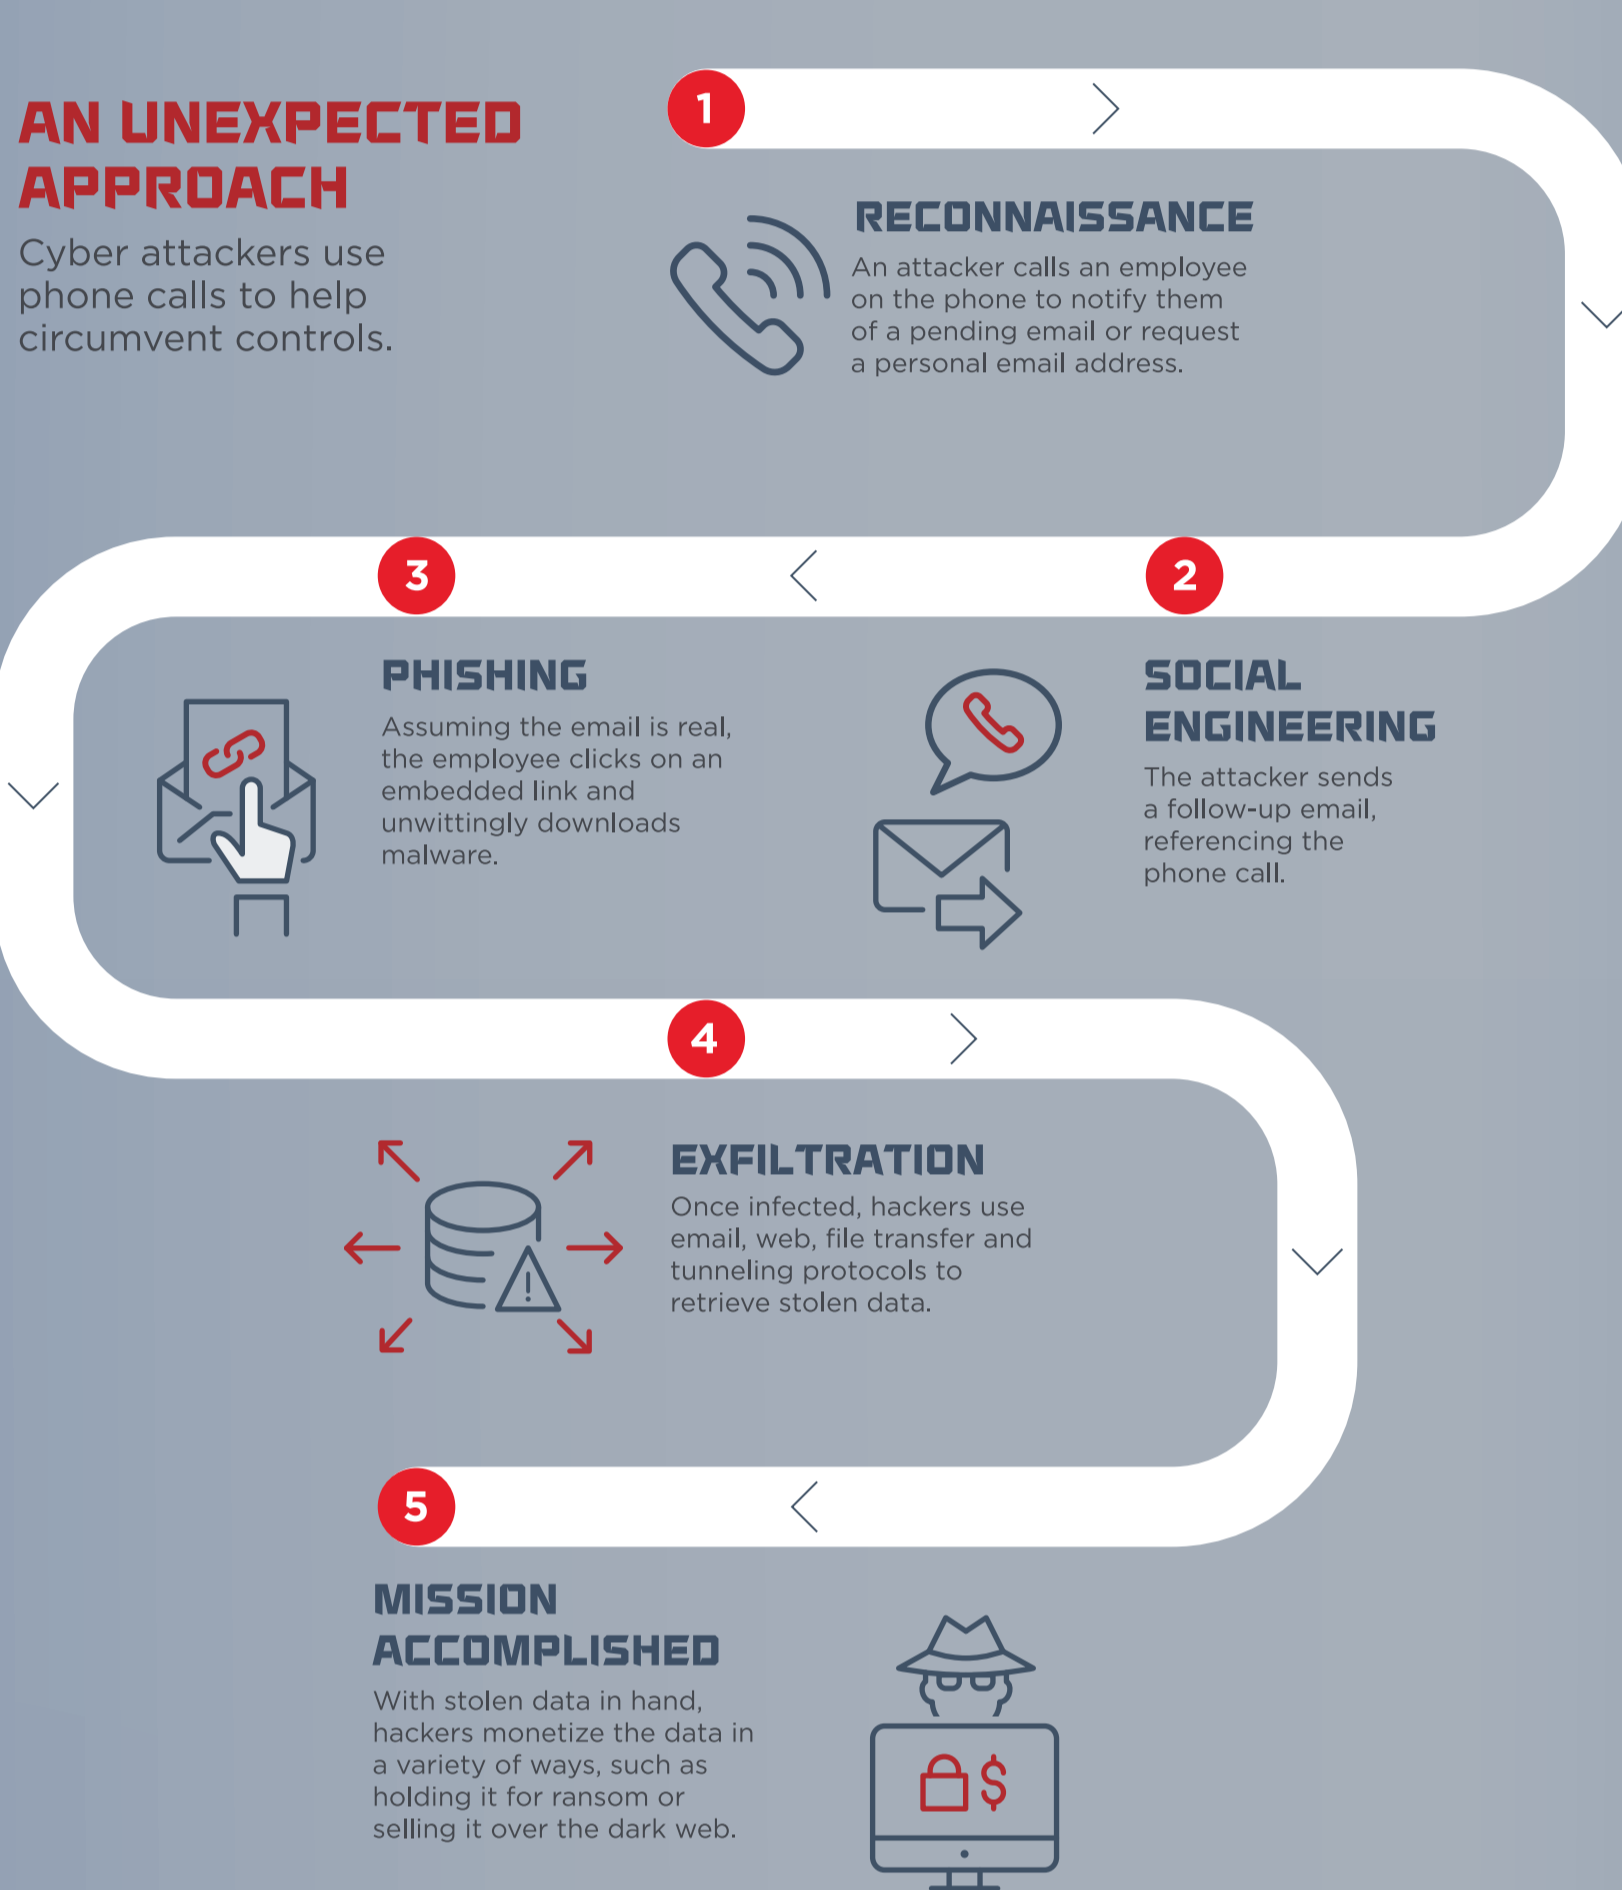 AN UNEXPECTED
APPROACH
Cyber attackers use
phone calls to help
circumvent controls.
1
RECONNAISSANCE
An attacker calls an employee
on the phone to notify them
of a pending email or request
a personal email address.
2
SOCIAL
ENGINEERING
The attacker sends
a follow-up email,
referencing the
phone call.
3
PHISHING
Assuming the email is real,
the employee clicks on an
embedded link and
unwittingly downloads
malware.
4
EXFILTRATION
Once infected, hackers use
email, web, file transfer and
tunneling protocols to
retrieve stolen data.
5
MISSION
ACCOMPLISHED
With stolen data in hand,
hackers monetize the data in
a variety of ways, such as
holding it for ransom or
selling it over the dark web.
$